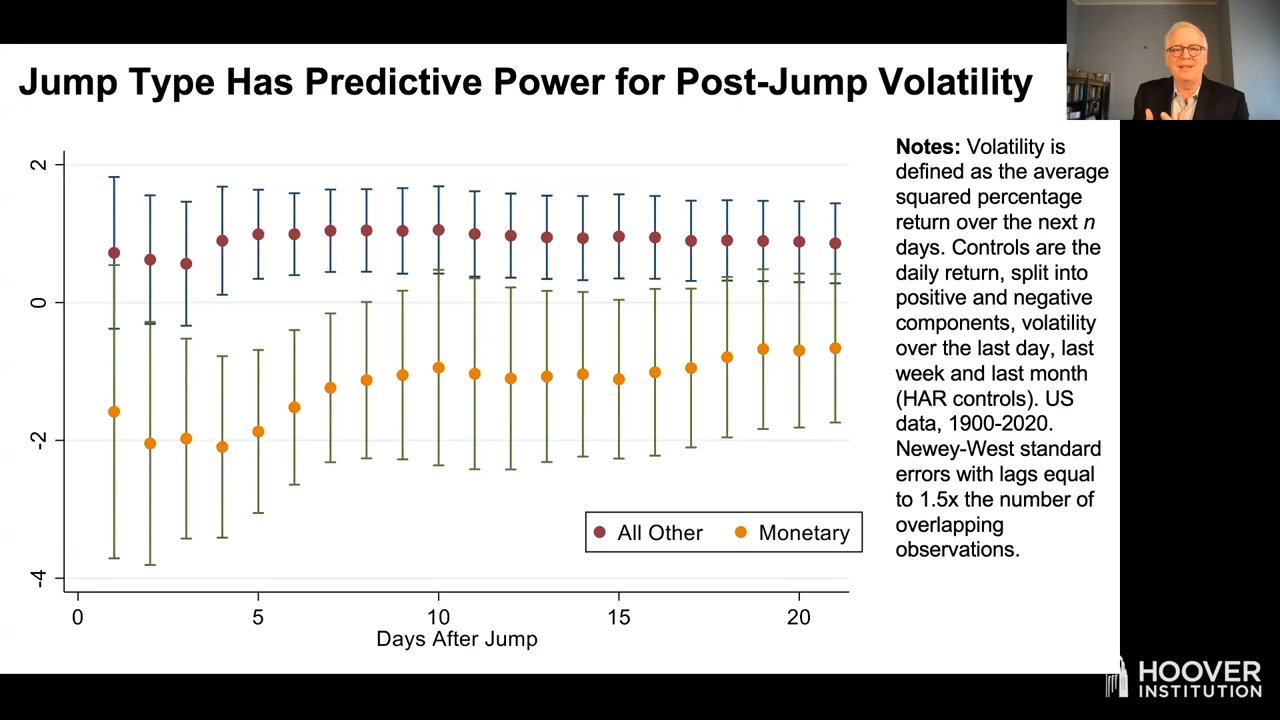 Jump Type Has Predictive Power for Post-Jump Volatility
2
0
-2
-4
0
5
10
15
20
Days After Jump
All Other
Monetary
Notes: Volatility is
defined as the average
squared percentage
return over the next n
days. Controls are the
daily return, split into
positive and negative
components, volatility
over the last day, last
week and last month
(HAR controls). US
data, 1900-2020.
Newey-West standard
errors with lags equal
to 1.5x the number of
overlapping
observations.
HOOVER
INSTITUTION